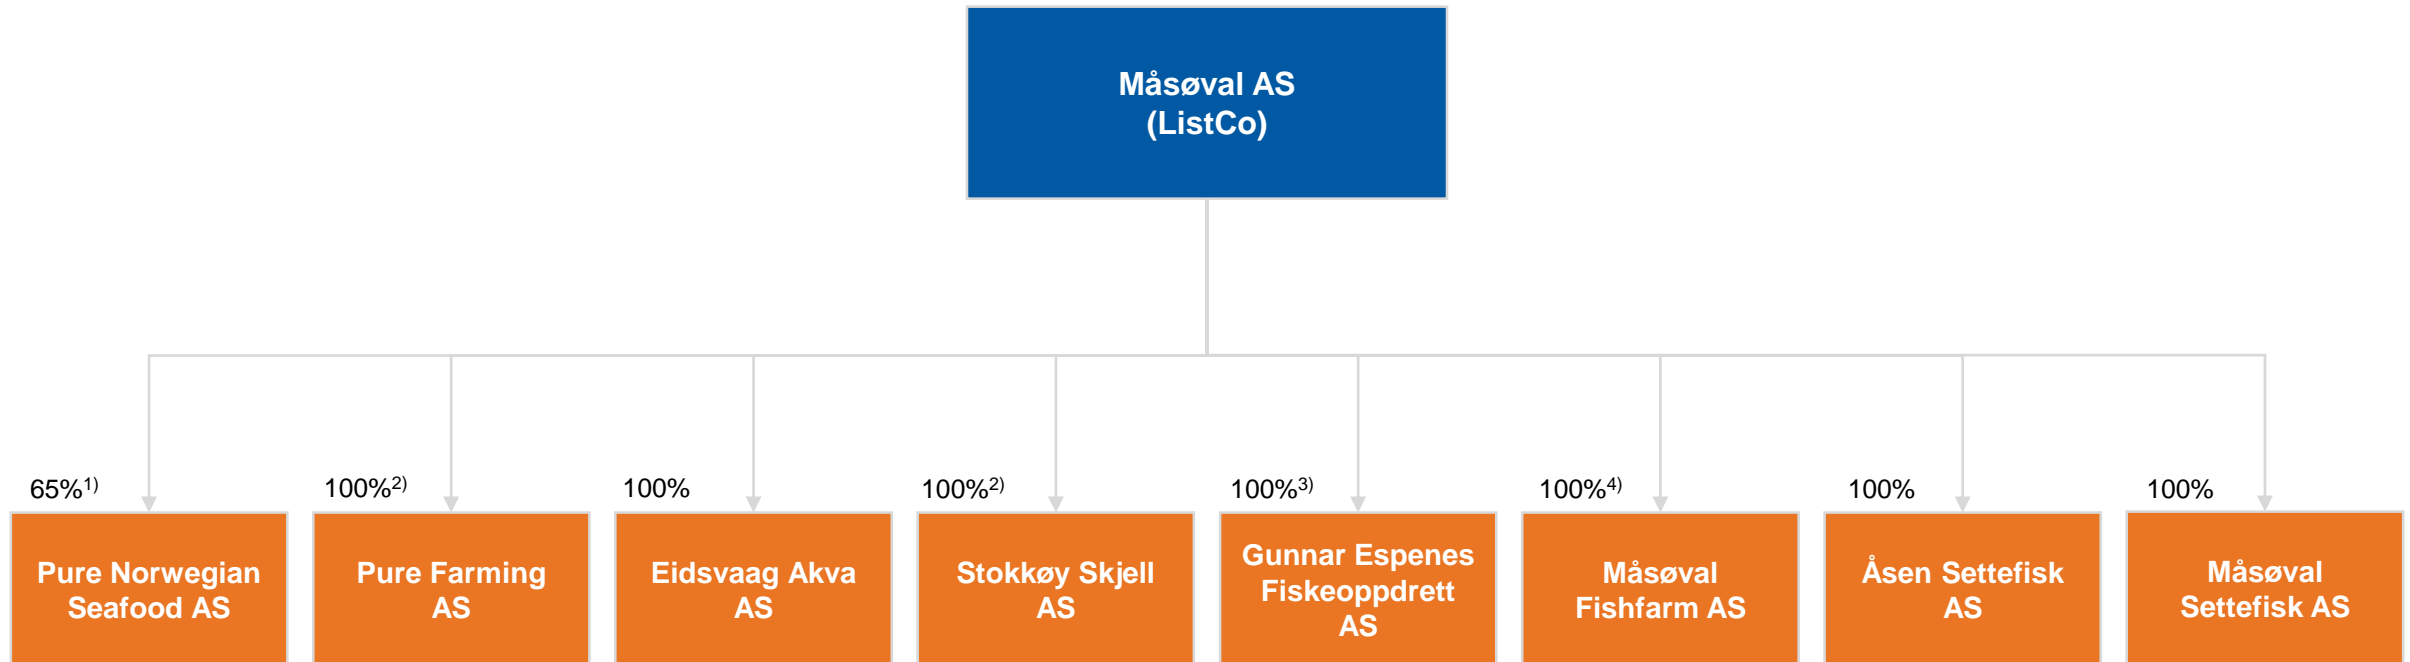 Måsøval AS
(ListCo)
65%1)
100%2)
100%
100%2)
100%3)
100%4)
100%
100%
Pure Norwegian
Seafood AS
Pure Farming
AS
Eidsvaag Akva
AS
Stokkøy Skjell
AS
Gunnar Espenes
Fiskeoppdrett
AS
Måsøval
Fishfarm AS
Åsen Settefisk
AS
Måsøval
Settefisk AS